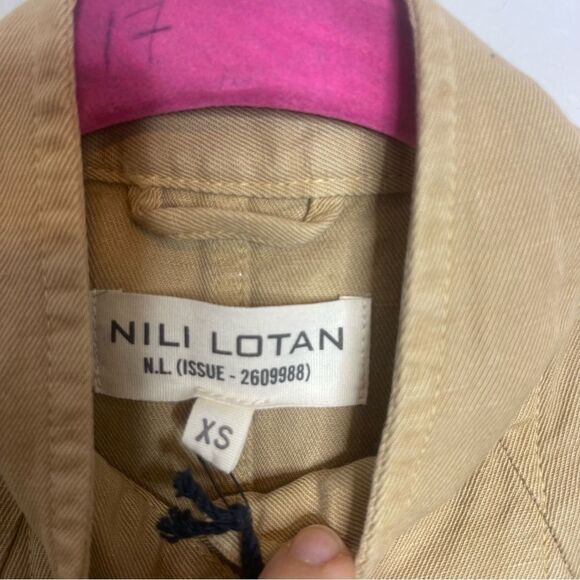 17
NILI LOTAN
N.L. (ISSUE - 2609988)
XS